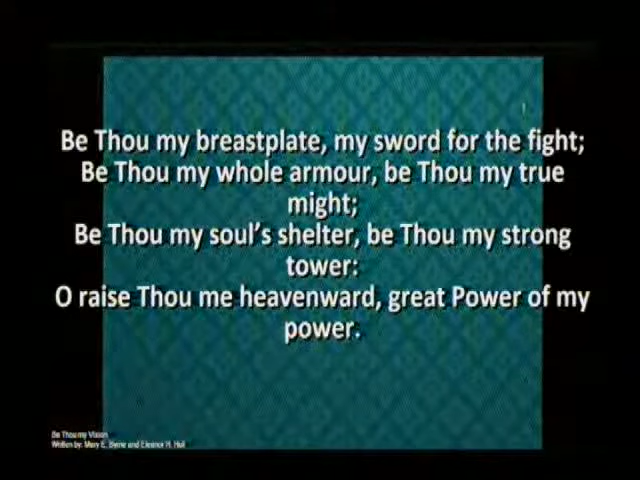 Be Thou my breastplate, my sword for the fight;
Be Thou my whole armour, be Thou my true
might;
Be Thou my soul's shelter, be Thou my strong
tower:
O raise Thou me heavenward, great Power of my
power.
Be Thou my Vision
Written by: Mary E. Byrne and Eleanor H. Hull